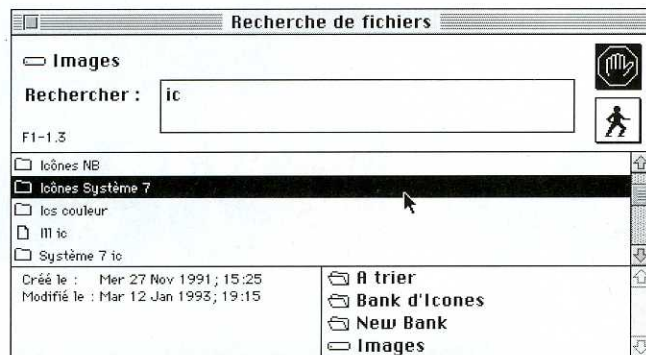 Recherche de fichiers
Images
Rechercher :
ic
F1-1.3
Icônes NB
Icônes Système 7
Ics couleur
Ill ic
Système 7 ic
Créé le : Mer 27 Nov 1991; 15:25
Modifié le : Mar 12 Jan 1993; 19:15
A trier
Bank d'Icones
New Bank
Images